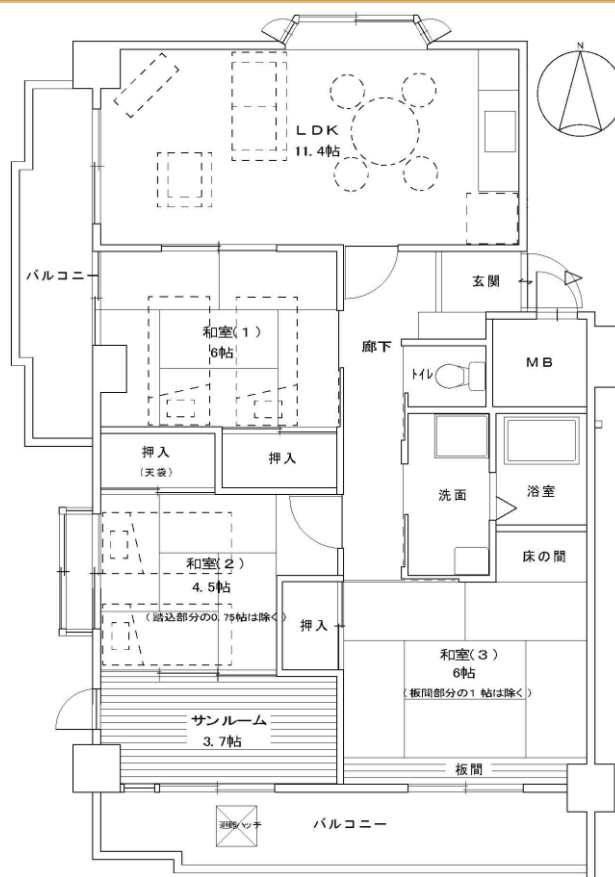 N
LDK
11.4帖
バルコニー
玄関
和室(1)
6帖
廊下
トイレ
MB
押入
(天袋)
押入
洗面
浴室
和室(2)
4.5帖
(踏込部分の0.75帖は除く)
床の間
押入
和室(3)
6帖
(板間部分の1帖は除く)
サンルーム
3.7帖
板間
避難ハッチ
バルコニー